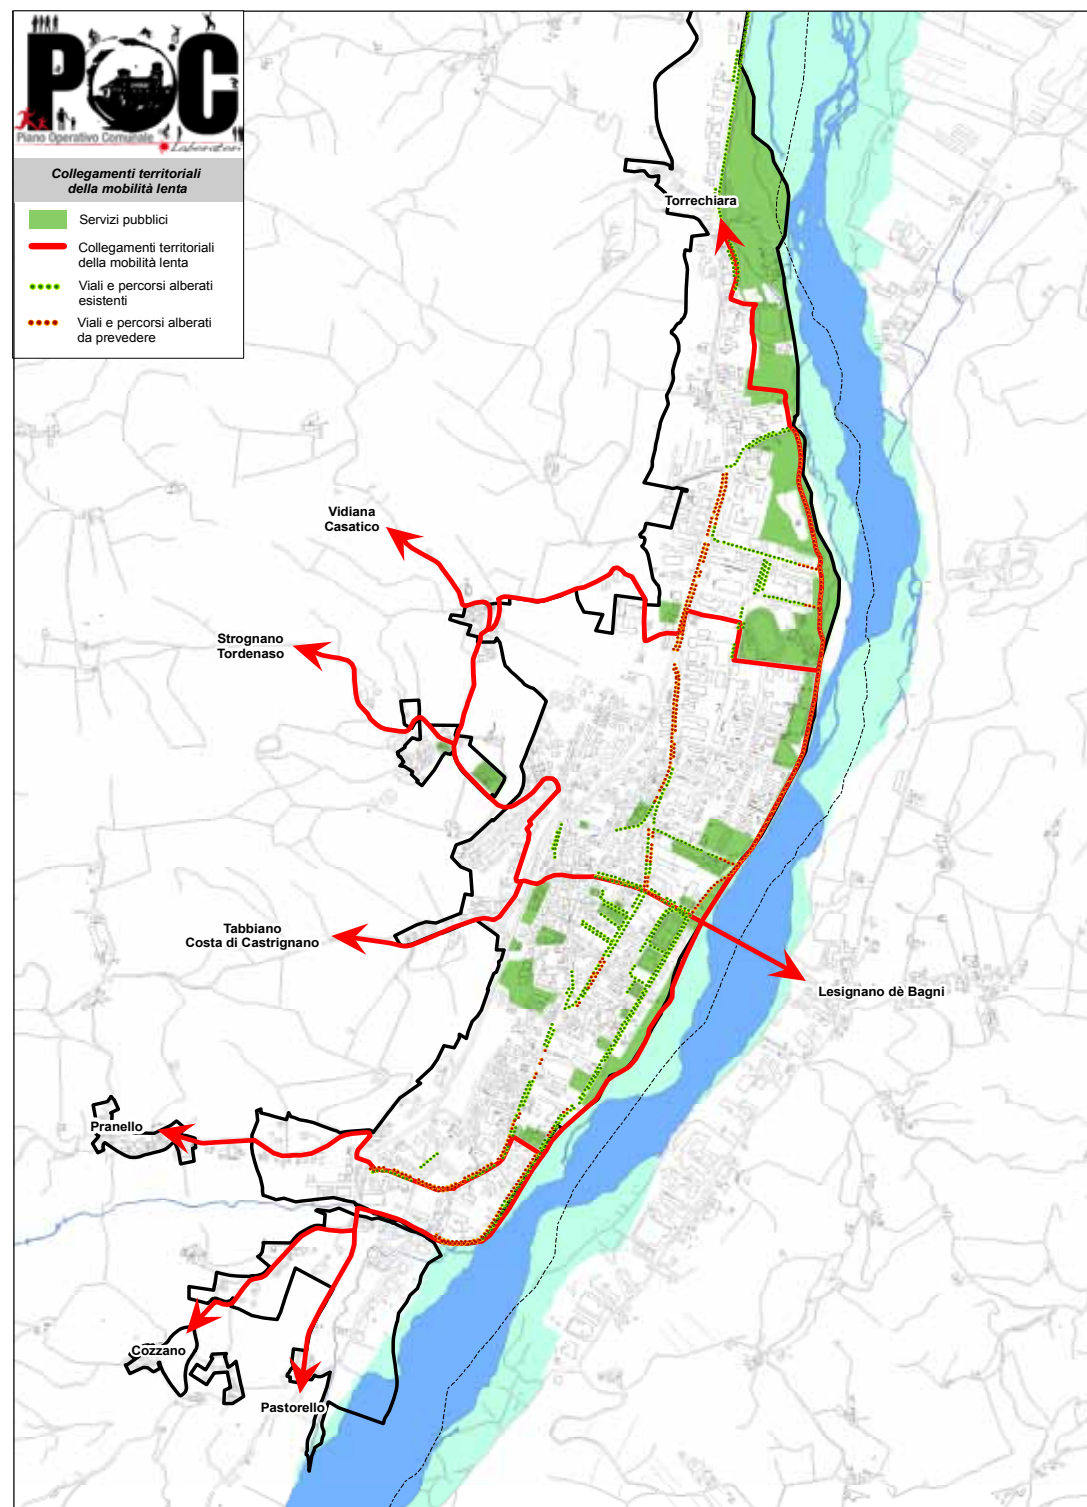 POC
Piano Operativo Comunale
Laboratori
Collegamenti territoriali
della mobilità lenta
Servizi pubblici
Collegamenti territoriali
della mobilità lenta
Viali e percorsi alberati
esistenti
Viali e percorsi alberati
da prevedere
Torrechiara
Vidiana
Casatico
Strognano
Tordenaso
Tabbiano
Costa di Castrignano
Lesignano dè Bagni
Pranello
Cozzano
Pastorello